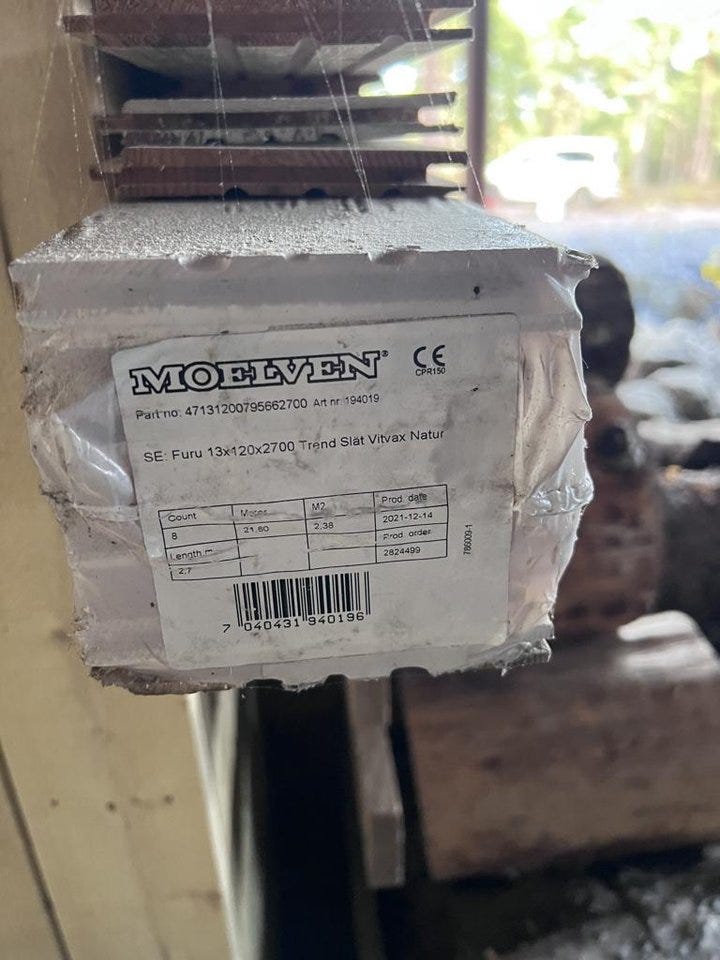 MOELVEN®
CE
CPR150
Part no: 47131200795662700 Art nr: 194019
SE: Furu 13x120x2700 Trend Slät Vitvax Natur
Count Meter M2 Prod. date
8 21,60 2,38 2021-12-14
Length m Prod. order
2,7 2824499
786009-1
7 040431 940196